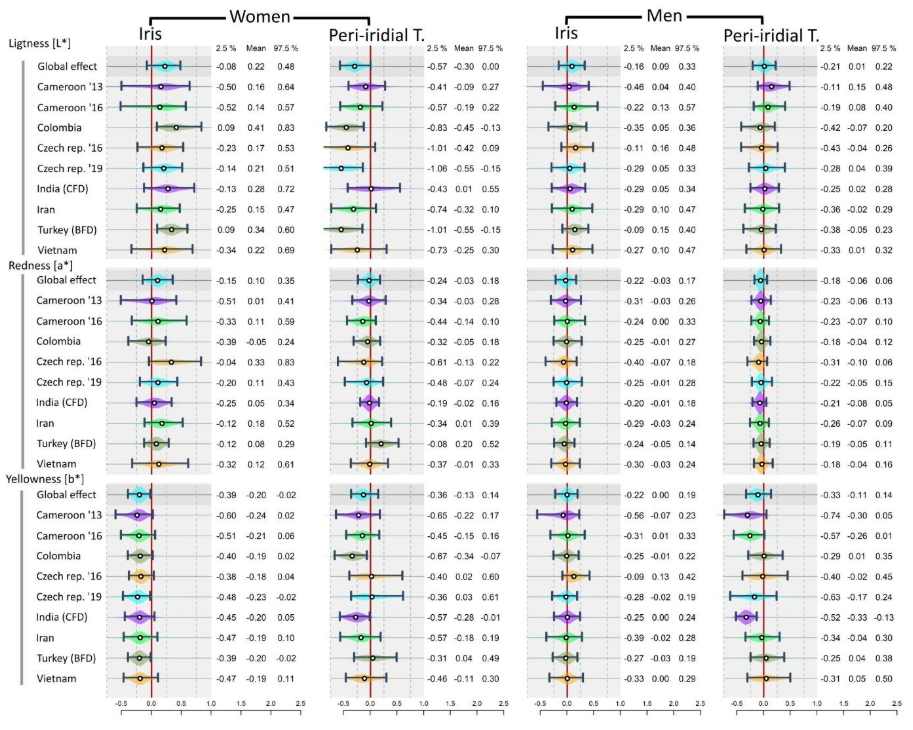 Women Men
Iris Peri-iridial T. Iris Peri-iridial T.
Ligtness [L*] 2.5 % Mean 97.5 % 2.5 % Mean 97.5 % 2.5 % Mean 97.5 % 2.5 % Mean 97.5 %
Global effect -0.08 0.22 0.48 -0.57 -0.30 0.00 -0.16 0.09 0.33 -0.21 0.01 0.22
Cameroon '13 -0.50 0.16 0.64 -0.41 -0.09 0.27 -0.46 0.04 0.40 -0.11 0.15 0.48
Cameroon '16 -0.52 0.14 0.57 -0.57 -0.19 0.22 -0.22 0.13 0.57 -0.19 0.08 0.40
Colombia 0.09 0.41 0.83 -0.83 -0.45 -0.13 -0.35 0.05 0.36 -0.42 -0.07 0.20
Czech rep. '16 -0.23 0.17 0.53 -1.01 -0.42 0.09 -0.11 0.16 0.48 -0.43 -0.04 0.26
Czech rep. '19 -0.14 0.21 0.51 -1.06 -0.55 -0.15 -0.29 0.05 0.33 -0.28 0.04 0.39
India (CFD) -0.13 0.28 0.72 -0.43 0.01 0.55 -0.29 0.05 0.34 -0.25 0.02 0.28
Iran -0.25 0.15 0.47 -0.74 -0.32 0.10 -0.29 0.10 0.47 -0.36 -0.02 0.29
Turkey (BFD) 0.09 0.34 0.60 -1.01 -0.55 -0.15 -0.09 0.15 0.40 -0.38 -0.05 0.23
Vietnam -0.34 0.22 0.69 -0.73 -0.25 0.30 -0.27 0.10 0.47 -0.33 0.01 0.32
Redness [a*]
Global effect -0.15 0.10 0.35 -0.24 -0.03 0.18 -0.22 -0.03 0.17 -0.18 -0.06 0.06
Cameroon '13 -0.51 0.01 0.41 -0.34 -0.03 0.28 -0.31 -0.03 0.26 -0.23 -0.06 0.13
Cameroon '16 -0.33 0.11 0.59 -0.44 -0.14 0.10 -0.24 0.00 0.33 -0.23 -0.07 0.10
Colombia -0.39 -0.05 0.24 -0.32 -0.05 0.18 -0.25 -0.01 0.27 -0.18 -0.04 0.12
Czech rep. '16 -0.04 0.33 0.83 -0.61 -0.13 0.22 -0.40 -0.07 0.18 -0.31 -0.10 0.06
Czech rep. '19 -0.20 0.11 0.43 -0.48 -0.07 0.24 -0.25 -0.01 0.28 -0.22 -0.05 0.15
India (CFD) -0.25 0.05 0.34 -0.19 -0.02 0.16 -0.20 -0.01 0.18 -0.21 -0.08 0.05
Iran -0.12 0.18 0.52 -0.34 0.01 0.39 -0.29 -0.03 0.24 -0.26 -0.07 0.09
Turkey (BFD) -0.12 0.08 0.29 -0.08 0.20 0.52 -0.24 -0.05 0.14 -0.19 -0.05 0.11
Vietnam -0.32 0.12 0.61 -0.37 -0.01 0.33 -0.30 -0.03 0.24 -0.18 -0.04 0.16
Yellowness [b*]
Global effect -0.39 -0.20 -0.02 -0.36 -0.13 0.14 -0.22 0.00 0.19 -0.33 -0.11 0.14
Cameroon '13 -0.60 -0.24 0.02 -0.65 -0.22 0.17 -0.56 -0.07 0.23 -0.74 -0.30 0.05
Cameroon '16 -0.51 -0.21 0.06 -0.45 -0.15 0.16 -0.31 0.01 0.33 -0.57 -0.26 0.01
Colombia -0.40 -0.19 0.02 -0.67 -0.34 -0.07 -0.25 -0.01 0.22 -0.29 0.01 0.35
Czech rep. '16 -0.38 -0.18 0.04 -0.40 0.02 0.60 -0.09 0.13 0.42 -0.40 -0.02 0.45
Czech rep. '19 -0.48 -0.23 -0.02 -0.36 0.03 0.61 -0.28 -0.02 0.19 -0.63 -0.17 0.24
India (CFD) -0.45 -0.20 0.05 -0.57 -0.28 -0.01 -0.25 0.00 0.24 -0.52 -0.33 -0.13
Iran -0.47 -0.19 0.10 -0.57 -0.18 0.19 -0.39 -0.02 0.28 -0.34 -0.04 0.30
Turkey (BFD) -0.39 -0.20 -0.02 -0.31 0.04 0.49 -0.27 -0.03 0.19 -0.25 0.04 0.38
Vietnam -0.47 -0.19 0.11 -0.46 -0.11 0.30 -0.33 0.00 0.29 -0.31 0.05 0.50
-0.5 0.0 0.5 1.0 1.5 2.0 2.5 -0.5 0.0 0.5 1.0 1.5 2.0 2.5 -0.5 0.0 0.5 1.0 1.5 2.0 2.5 -0.5 0.0 0.5 1.0 1.5 2.0 2.5